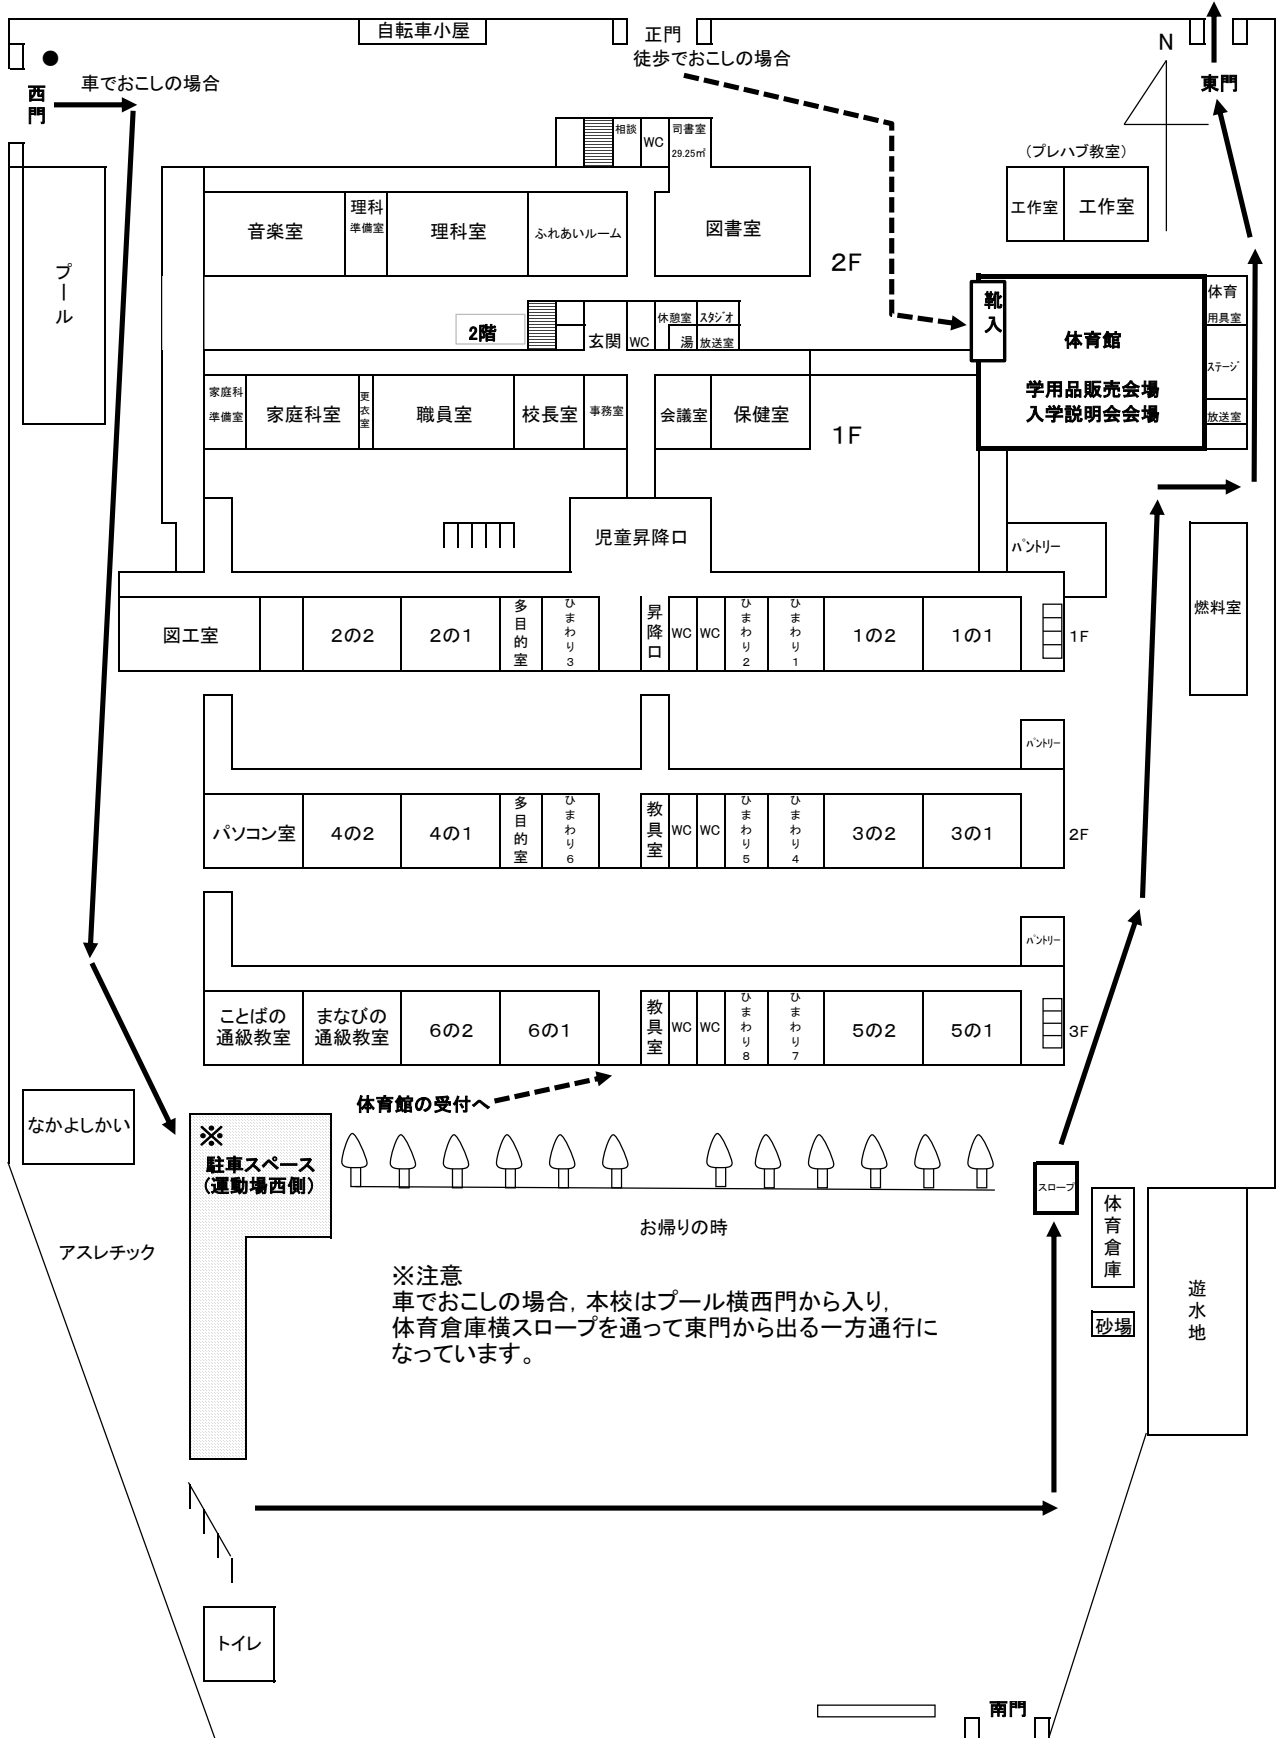 自転車小屋
正門
徒歩でおこしの場合
N
車でおこしの場合
西門
東門
相談
WC
司書室
29.25㎡
(プレハブ教室)
工作室
工作室
音楽室
理科
準備室
理科室
ふれあいルーム
図書室
2F
プール
靴入
体育館
学用品販売会場
入学説明会会場
体育
用具室
ステージ
放送室
2階
玄関
WC
休憩室
スタジオ
湯
放送室
家庭科
準備室
家庭科室
更衣室
職員室
校長室
事務室
会議室
保健室
1F
児童昇降口
パントリー
燃料室
図工室
2の2
2の1
多目的室
ひまわり3
昇降口
WC
WC
ひまわり2
ひまわり1
1の2
1の1
1F
パントリー
パソコン室
4の2
4の1
多目的室
ひまわり6
教具室
WC
WC
ひまわり5
ひまわり4
3の2
3の1
2F
パントリー
ことばの
通級教室
まなびの
通級教室
6の2
6の1
教具室
WC
WC
ひまわり8
ひまわり7
5の2
5の1
3F
体育館の受付へ
なかよしかい
※
駐車スペース
(運動場西側)
スロープ
体育倉庫
お帰りの時
アスレチック
※注意
車でおこしの場合,本校はプール横西門から入り,
体育倉庫横スロープを通って東門から出る一方通行に
なっています。
砂場
遊水地
トイレ
南門